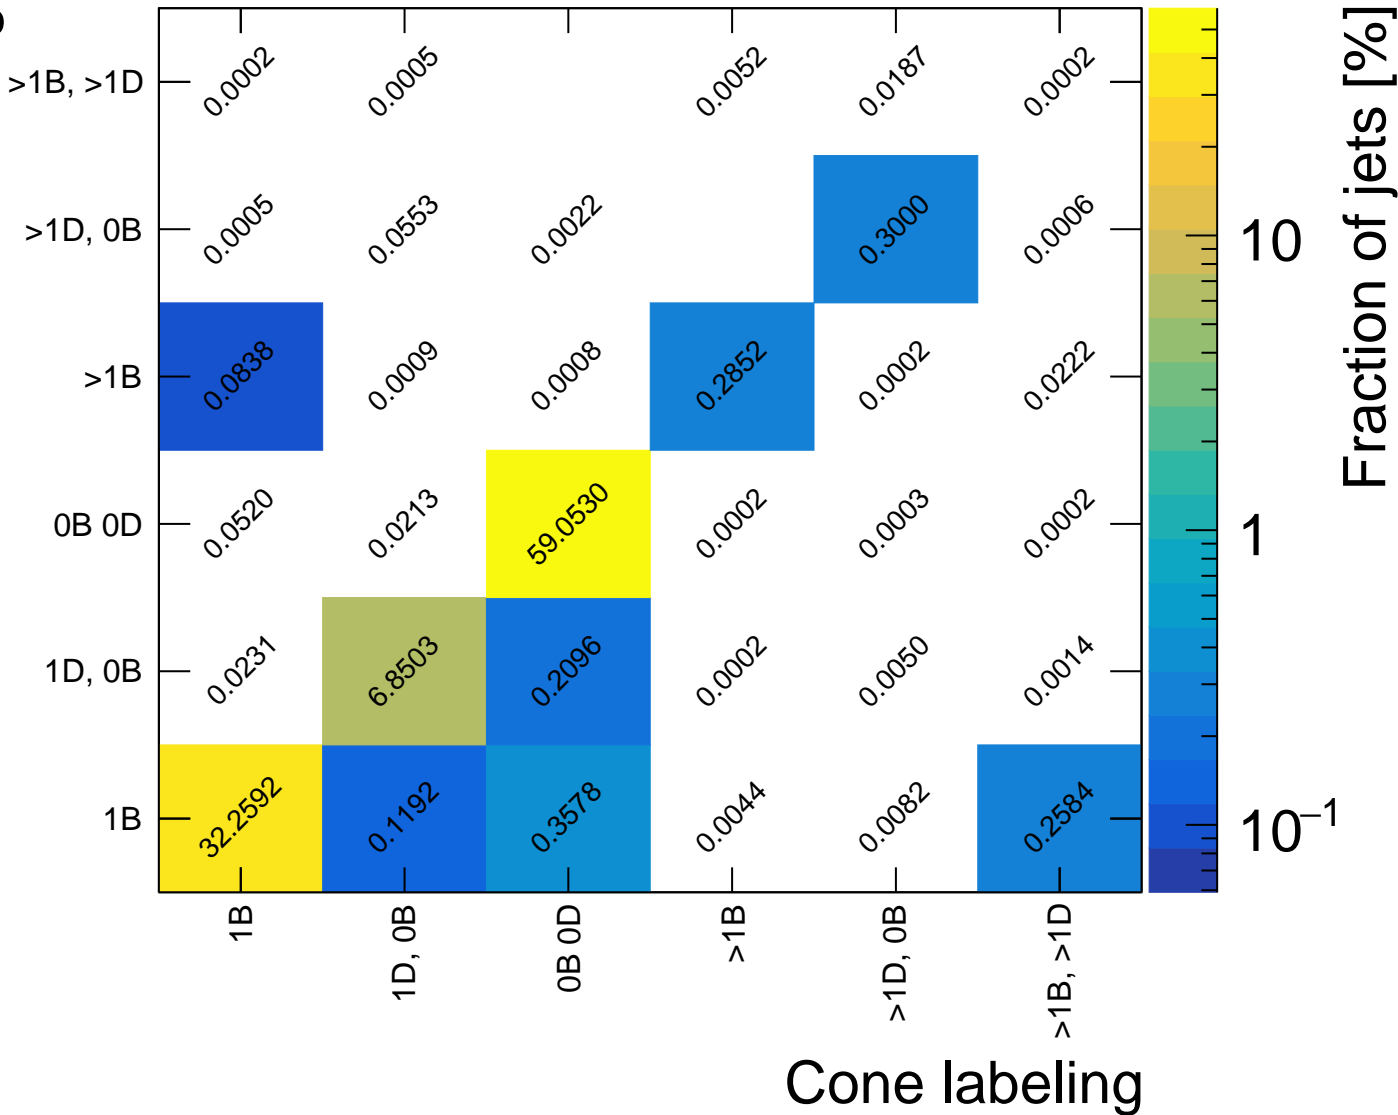 >1B, >1D 0.0002 0.0005 0.0052 0.0187 0.0002
>1D, 0B 0.0005 0.0553 0.0022 0.3000 0.0006
>1B 0.0838 0.0009 0.0008 0.2852 0.0002 0.0222
0B 0D 0.0520 0.0213 59.0530 0.0002 0.0003 0.0002
1D, 0B 0.0231 6.8503 0.2096 0.0002 0.0050 0.0014
1B 32.2592 0.1192 0.3578 0.0044 0.0082 0.2584
1B 1D, 0B 0B 0D >1B >1D, 0B >1B, >1D
Cone labeling
10
1
10⁻¹
Fraction of jets [%]